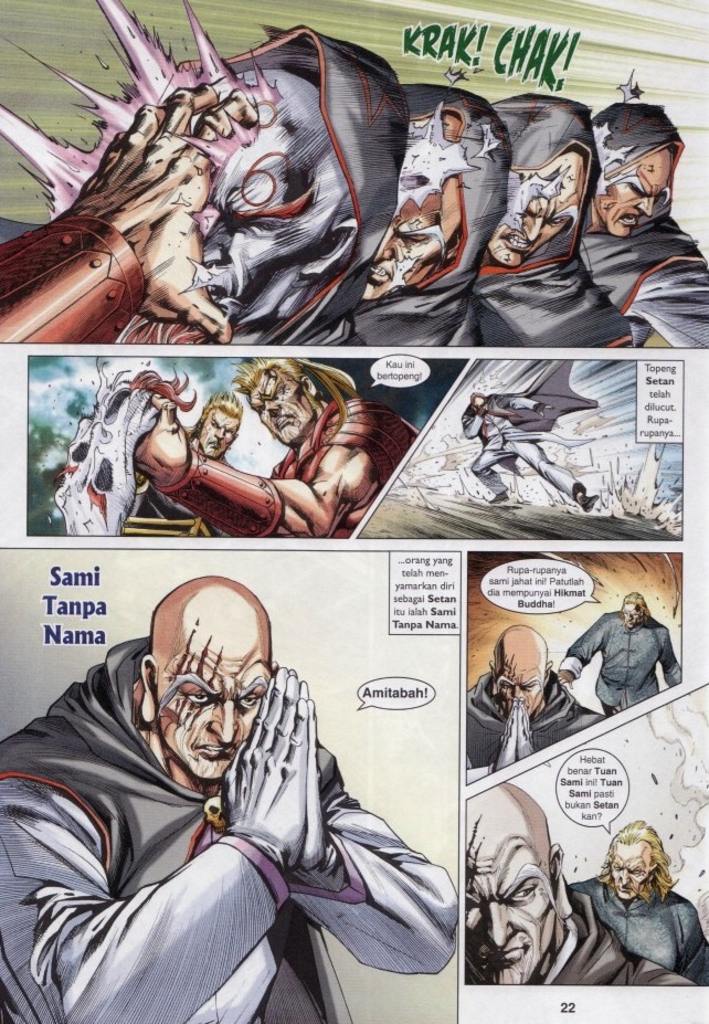 KRAK! CHAK!
Kau ini
bertopeng!
Topeng
Setan
telah
dilucut.
Rupa-
rupanya...
Sami
Tanpa
Nama
...orang yang
telah men-
yamarkan diri
sebagai Setan
itu ialah Sami
Tanpa Nama.
Amitabah!
Rupa-rupanya
sami jahat ini! Patutlah
dia mempunyai Hikmat
Buddha!
Hebat
benar Tuan
Sami ini! Tuan
Sami pasti
bukan Setan
kan?
22